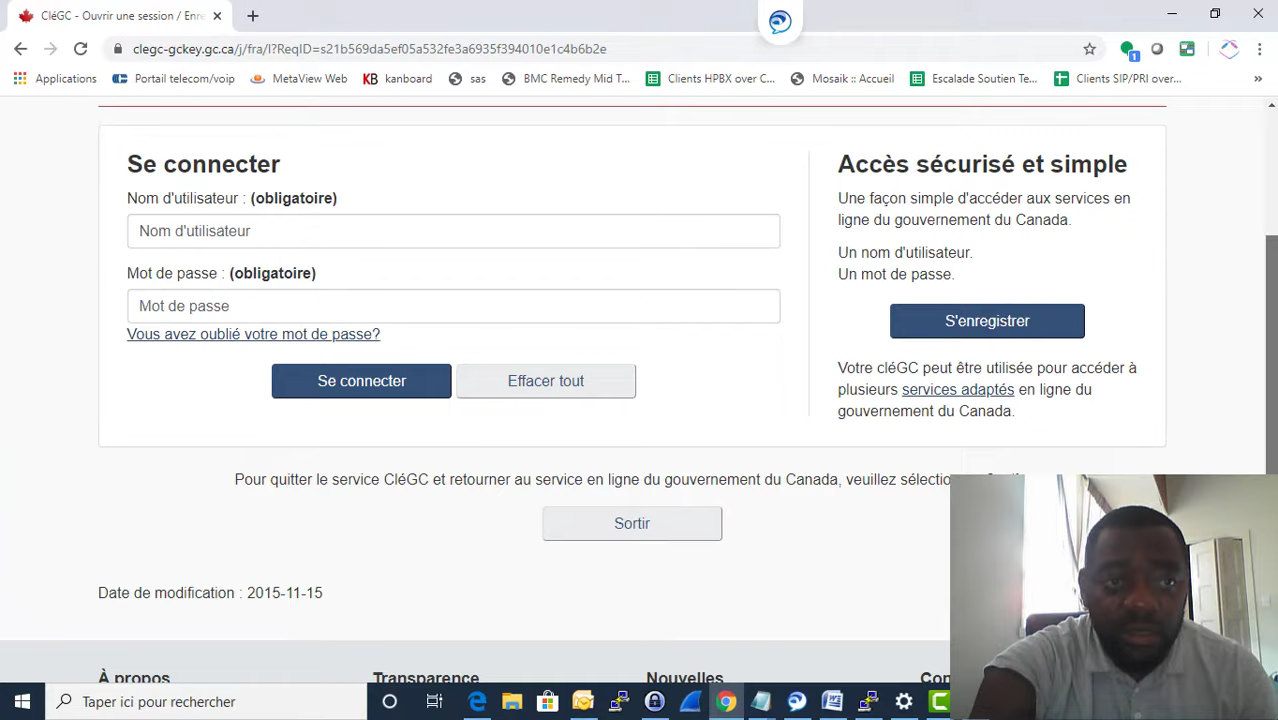 CléGC - Ouvrir une session / Enre
clegc-gckey.gc.ca/j/fra/l?ReqID=s21b569da5ef05a532fe3a6935f394010e1c4b6b2e
1
Applications
Portail telecom/voip
MetaView Web
KB kanboard
sas
BMC Remedy Mid T...
Clients HPBX over C...
Mosaik :: Accueil
Escalade Soutien Te...
Clients SIP/PRI over...
Se connecter
Nom d'utilisateur : (obligatoire)
Nom d'utilisateur
Mot de passe : (obligatoire)
Mot de passe
Vous avez oublié votre mot de passe?
Se connecter
Effacer tout
Accès sécurisé et simple
Une façon simple d'accéder aux services en
ligne du gouvernement du Canada.
Un nom d'utilisateur.
Un mot de passe.
S'enregistrer
Votre cléGC peut être utilisée pour accéder à
plusieurs services adaptés en ligne du
gouvernement du Canada.
Pour quitter le service CléGC et retourner au service en ligne du gouvernement du Canada, veuillez
Sortir
Date de modification : 2015-11-15
À propos
Transparence
Nouvelles
Taper ici pour rechercher